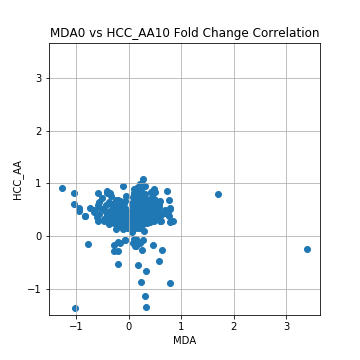 MDA0 vs HCC_AA10 Fold Change Correlation
3
2
1
0
−1
HCC_AA
−1 0 1 2 3
MDA